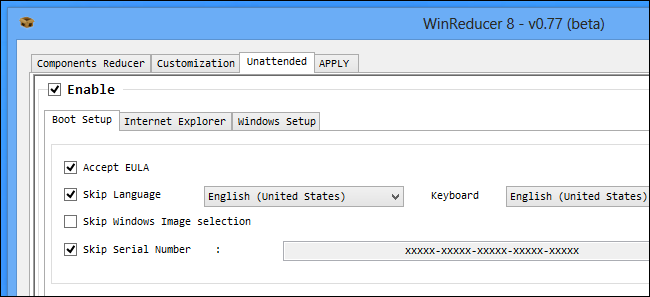 WinReducer 8 - v0.77 (beta)
Components Reducer Customization Unattended APPLY
Enable
Boot Setup Internet Explorer Windows Setup
Accept EULA
Skip Language English (United States) Keyboard English (United States)
Skip Windows Image selection
Skip Serial Number : xxxxx-xxxxx-xxxxx-xxxxx-xxxxx